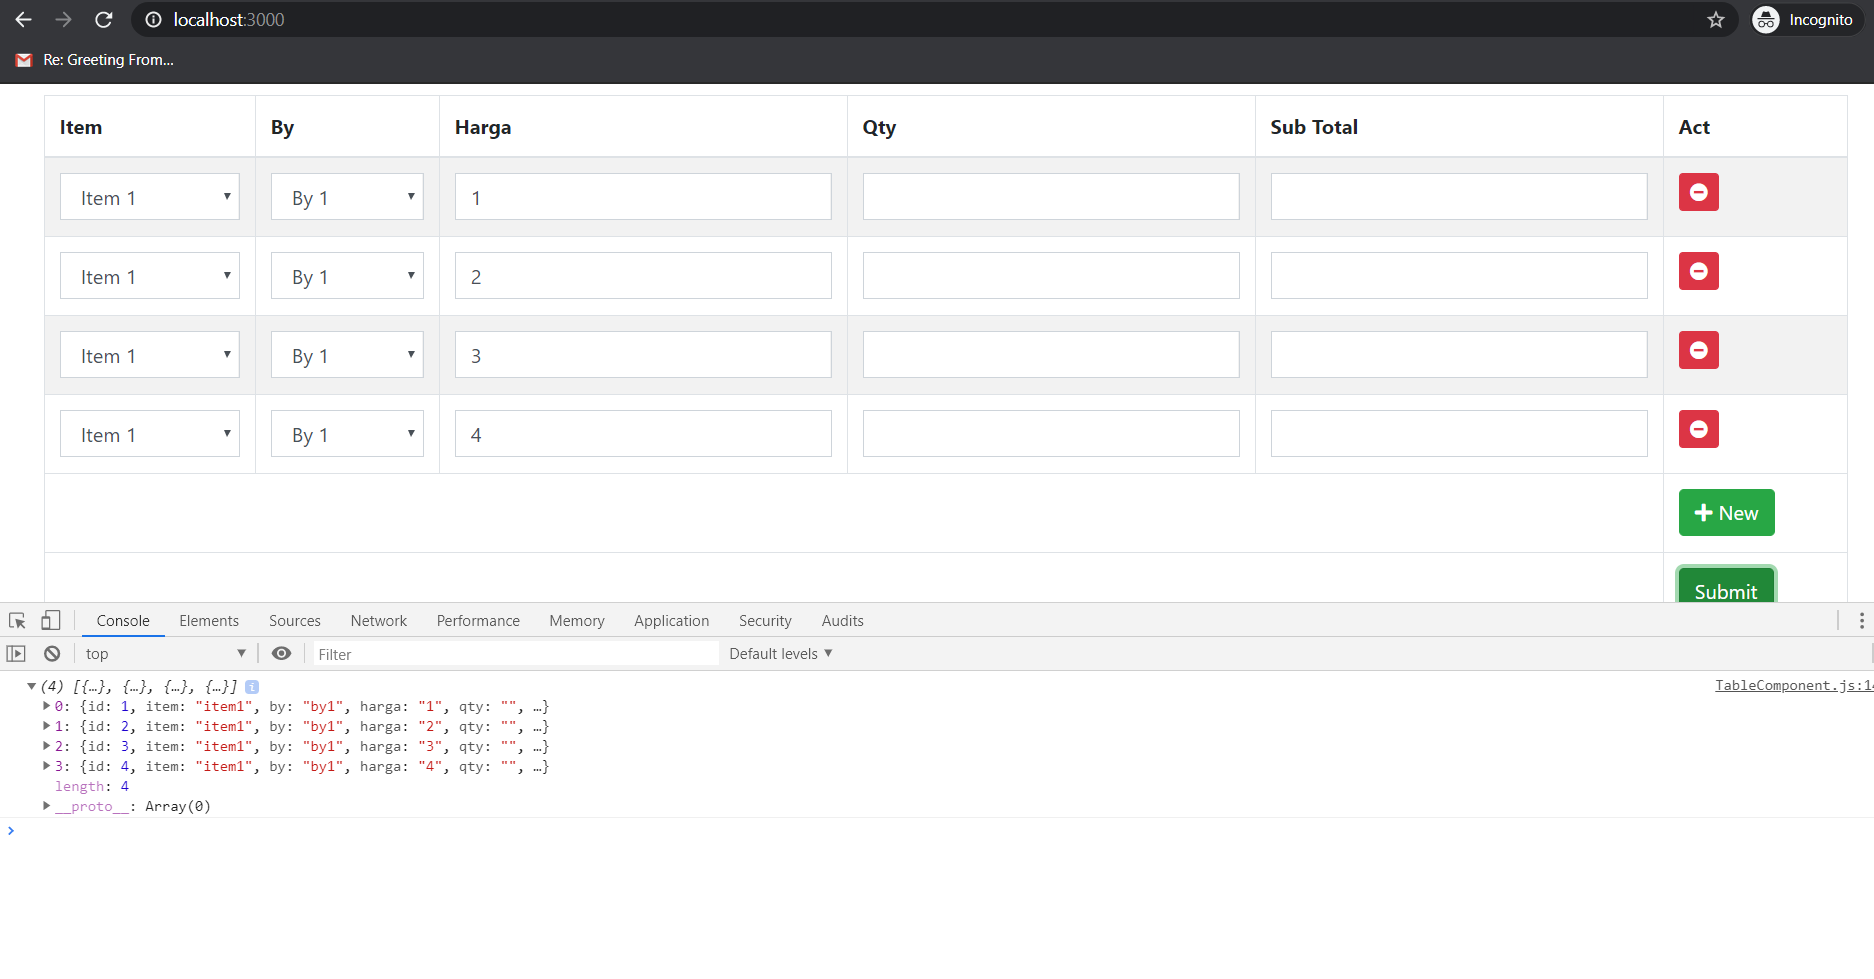 localhost:3000 Incognito
Re: Greeting From...
Item By Harga Qty Sub Total Act
Item 1 By 1 1
Item 1 By 1 2
Item 1 By 1 3
Item 1 By 1 4
New
Submit
Console Elements Sources Network Performance Memory Application Security Audits
top Filter Default levels
(4) [{…}, {…}, {…}, {…}] i TableComponent.js:14
0: {id: 1, item: "item1", by: "by1", harga: "1", qty: "", …}
1: {id: 2, item: "item1", by: "by1", harga: "2", qty: "", …}
2: {id: 3, item: "item1", by: "by1", harga: "3", qty: "", …}
3: {id: 4, item: "item1", by: "by1", harga: "4", qty: "", …}
length: 4
__proto__: Array(0)